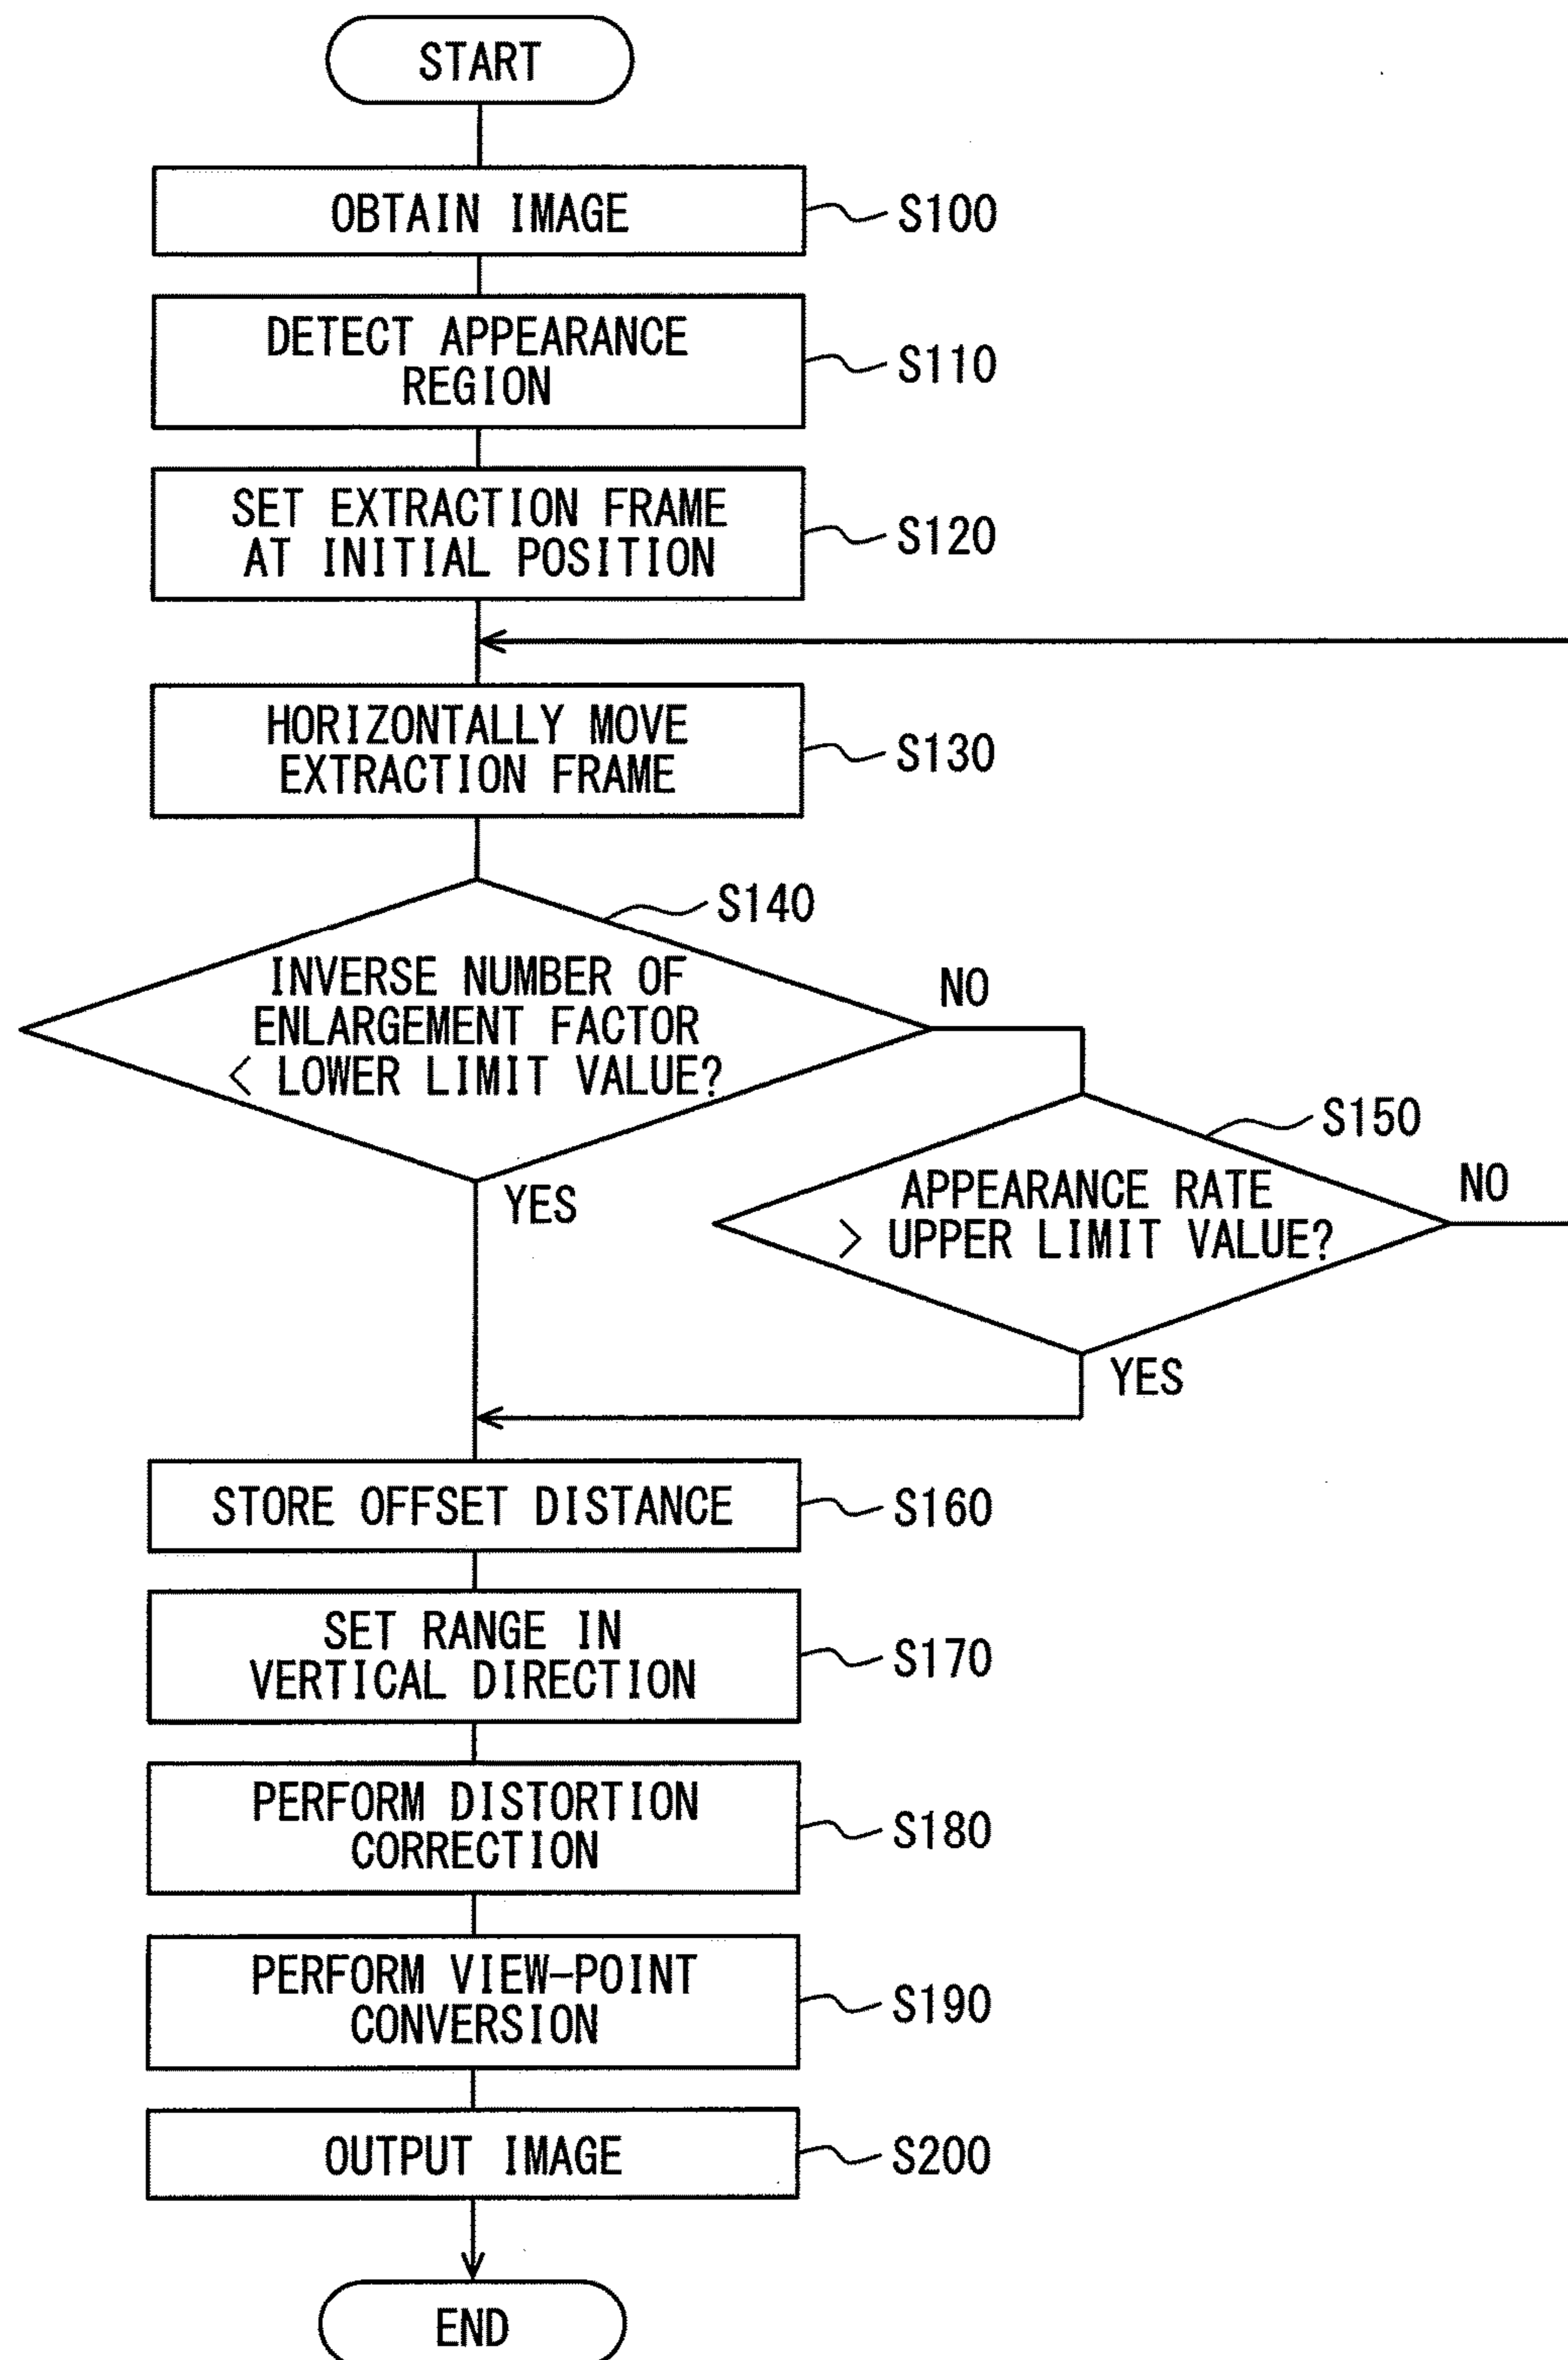 START
OBTAIN IMAGE
S100
DETECT APPEARANCE
REGION
S110
SET EXTRACTION FRAME
AT INITIAL POSITION
S120
HORIZONTALLY MOVE
EXTRACTION FRAME
S130
S140
INVERSE NUMBER OF
ENLARGEMENT FACTOR
< LOWER LIMIT VALUE?
NO
YES
S150
APPEARANCE RATE
> UPPER LIMIT VALUE?
NO
YES
STORE OFFSET DISTANCE
S160
SET RANGE IN
VERTICAL DIRECTION
S170
PERFORM DISTORTION
CORRECTION
S180
PERFORM VIEW-POINT
CONVERSION
S190
OUTPUT IMAGE
S200
END